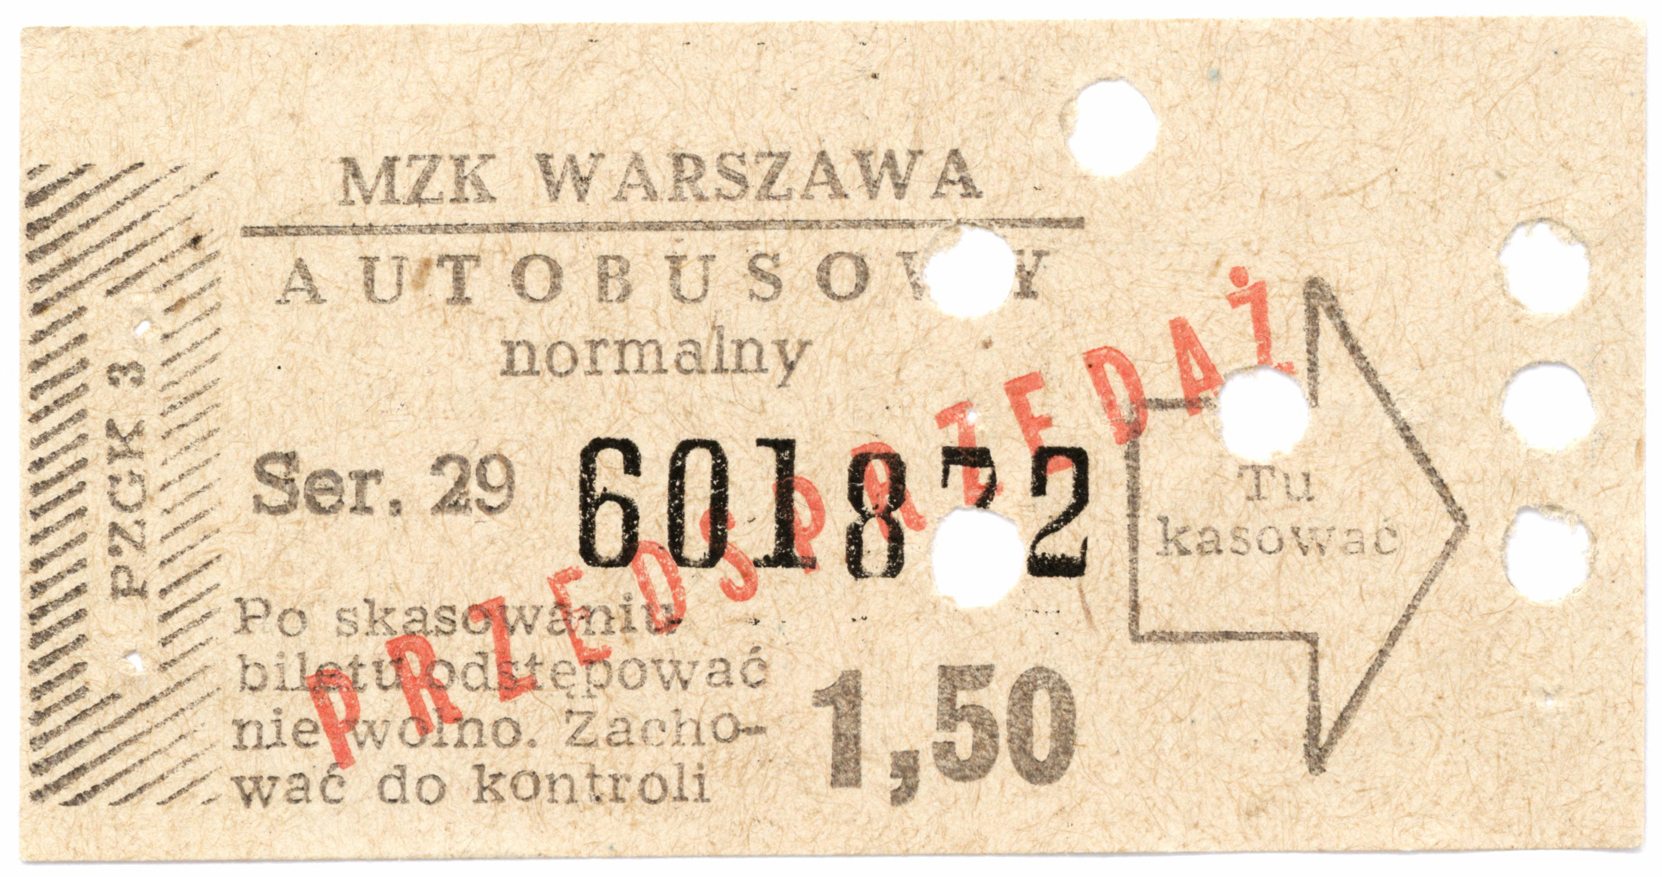 MZK WARSZAWA
AUTOBUSOWY
normalny
PZGK 3
Ser. 29 601872
PRZEDSPRZEDAŻ
Tu
kasować
Po skasowaniu
biletu odstępować
nie wolno. Zacho-
wać do kontroli
1,50